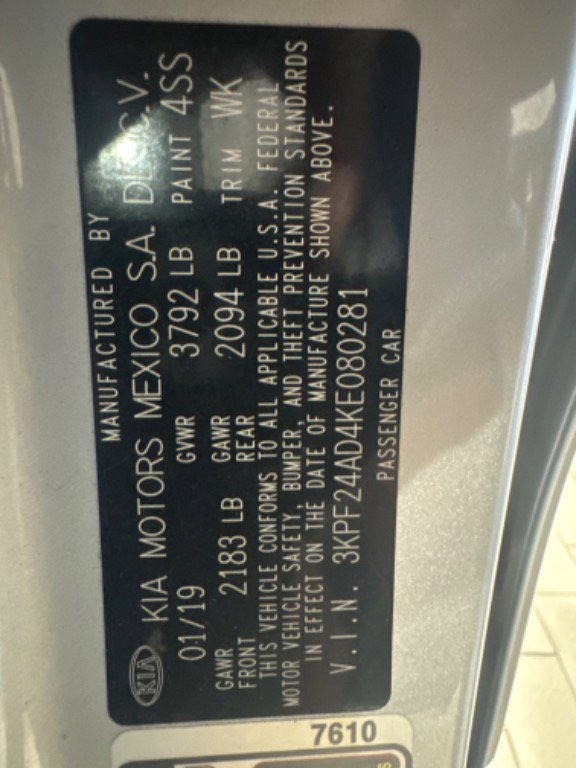 MANUFACTURED BY
KIA KIA MOTORS MEXICO S.A. DE C.V.
01/19 GVWR 3792 LB PAINT 4SS
GAWR FRONT 2183 LB GAWR REAR 2094 LB TRIM WK
THIS VEHICLE CONFORMS TO ALL APPLICABLE U.S.A. FEDERAL
MOTOR VEHICLE SAFETY, BUMPER, AND THEFT PREVENTION STANDARDS
IN EFFECT ON THE DATE OF MANUFACTURE SHOWN ABOVE.
V.I.N. 3KPF24AD4KE080281
PASSENGER CAR
7610